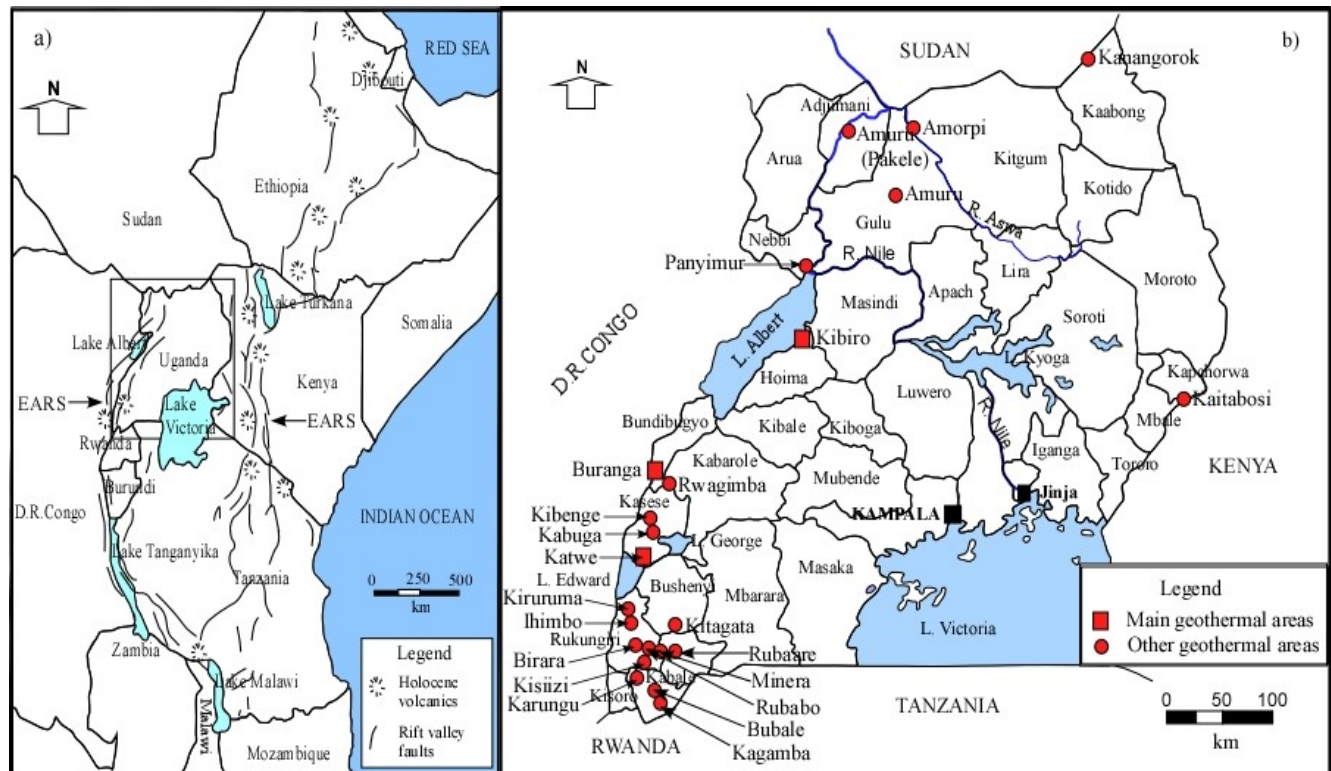 a)
RED SEA
N
Djibouti
Ethiopia
Sudan
Lake Turkana
Somalia
Lake Albert
Uganda
Kenya
EARS
Lake
Victoria
EARS
Rwanda
Burundi
D.R.Congo
INDIAN OCEAN
Lake Tanganyika
Tanzania
0 250 500
km
Zambia
Lake Malawi
Malawi
Mozambique
Legend
Holocene
volcanics
Rift valley
faults
b)
SUDAN
N
Kanangorok
Kaabong
Adjumani
Amuru
(Pakele)
Amorpi
Arua
Kitgum
Kotido
Amuru
Gulu
R. Aswa
Nebbi
R. Nile
Panyimur
Moroto
Lira
Apach
Masindi
Soroti
L. Albert
Kibiro
D.R.CONGO
L. Kyoga
Hoima
Kapchorwa
Luwero
Kaitabosi
Bundibugyo
Kibale
Kiboga
R. Nile
Mbale
Iganga
Tororo
KENYA
Buranga
Kabarole
Rwagimba
Mubende
Kasese
Jinja
Kibenge
KAMPALA
Kabuga
L.
George
Katwe
Masaka
L. Edward
Busheny
Mbarara
Kiruruma
Ihimbo
Kitagata
L. Victoria
Rukungiri
Birara
Rubaare
Kisiizi
Minera
Kabale
Karungu
Kisoro
Rubabo
Bubale
Kagamba
RWANDA
TANZANIA
Legend
Main geothermal areas
Other geothermal areas
0 50 100
km